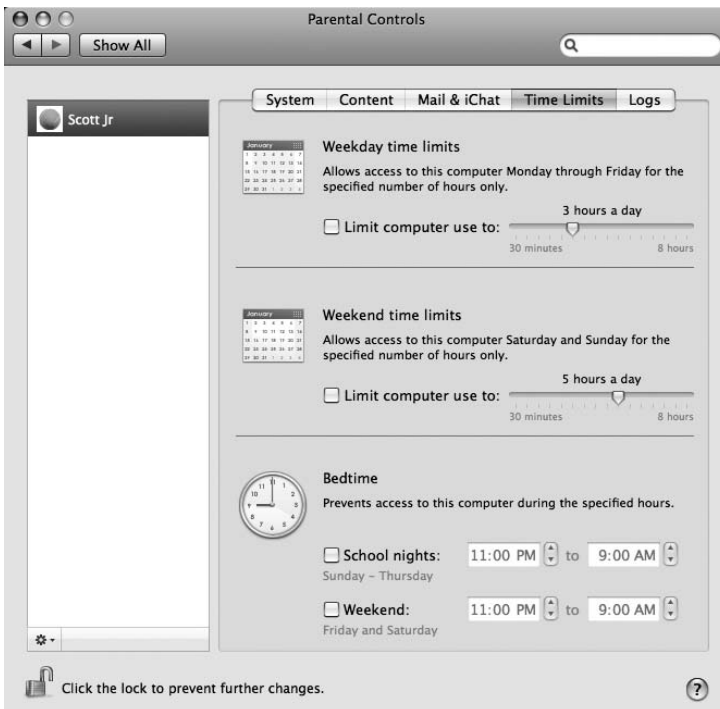 Parental Controls
Show All
Scott Jr
System Content Mail & iChat Time Limits Logs
Weekday time limits
Allows access to this computer Monday through Friday for the
specified number of hours only.
3 hours a day
Limit computer use to:
30 minutes 8 hours
Weekend time limits
Allows access to this computer Saturday and Sunday for the
specified number of hours only.
5 hours a day
Limit computer use to:
30 minutes 8 hours
Bedtime
Prevents access to this computer during the specified hours.
School nights: 11:00 PM to 9:00 AM
Sunday – Thursday
Weekend: 11:00 PM to 9:00 AM
Friday and Saturday
Click the lock to prevent further changes. ?